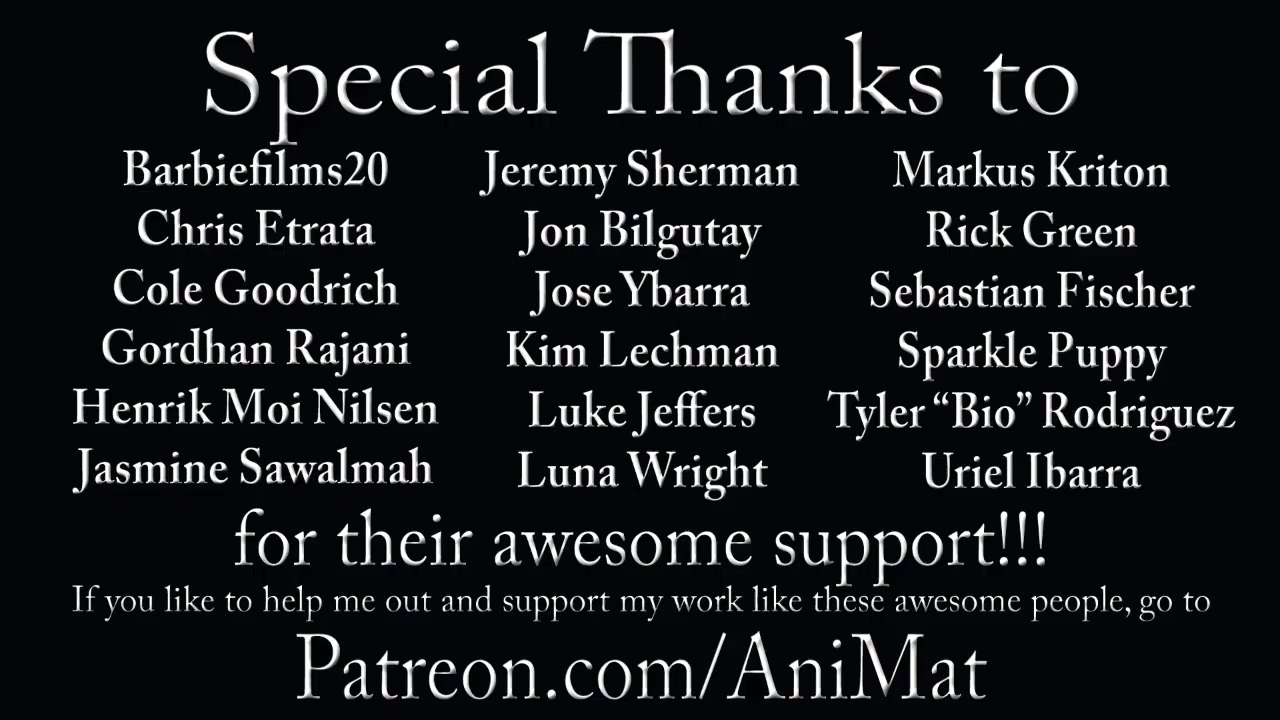 Special Thanks to
Barbiefilms20
Chris Etrata
Cole Goodrich
Gordhan Rajani
Henrik Moi Nilsen
Jasmine Sawalmah
Jeremy Sherman
Jon Bilgutay
Jose Ybarra
Kim Lechman
Luke Jeffers
Luna Wright
Markus Kriton
Rick Green
Sebastian Fischer
Sparkle Puppy
Tyler “Bio” Rodriguez
Uriel Ibarra
for their awesome support!!!
If you like to help me out and support my work like these awesome people, go to
Patreon.com/AniMat